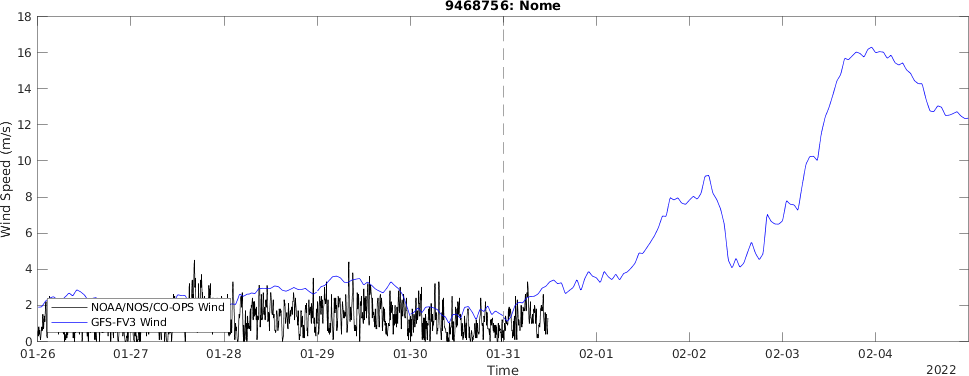 9468756: Nome
18
16
14
12
10
8
6
4
2
0
Wind Speed (m/s)
NOAA/NOS/CO-OPS Wind
GFS-FV3 Wind
01-26 01-27 01-28 01-29 01-30 01-31 02-01 02-02 02-03 02-04
Time
2022